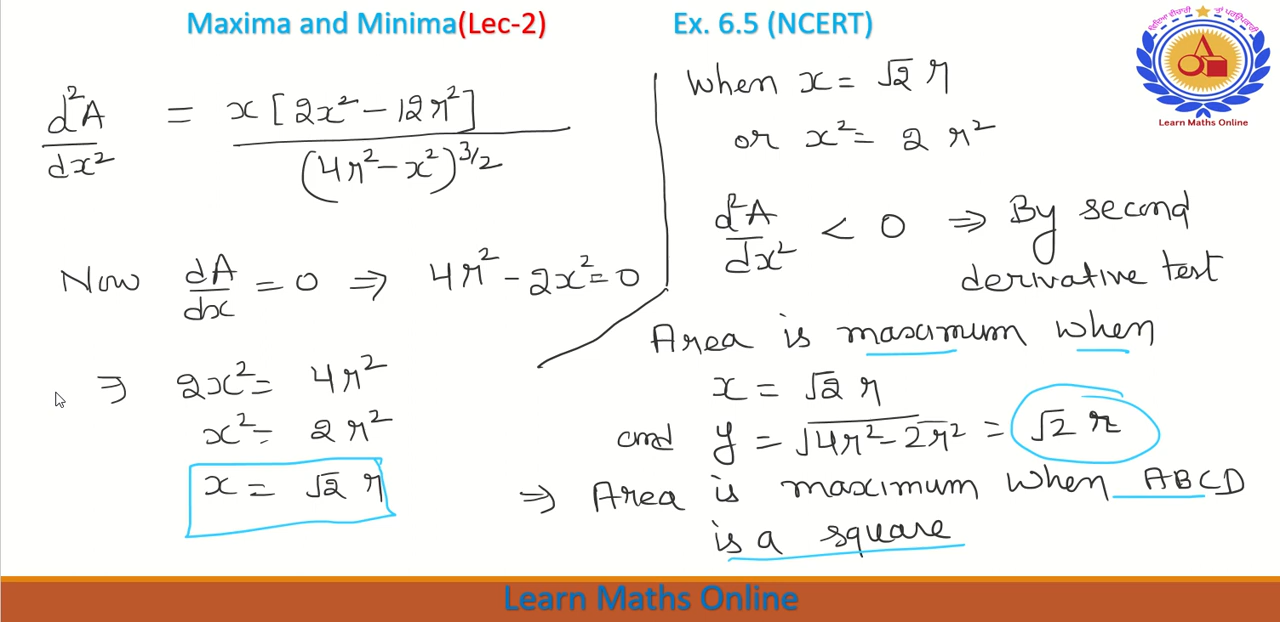 Maxima and Minima(Lec-2) Ex. 6.5 (NCERT)
ਵਿਦਿਆ ਵੀਚਾਰੀ ਤਾਂ ਪਰਉਪਕਾਰੀ
Learn Maths Online
d²A/dx² = x[2x² - 12r²]/(4r² - x²)^3/2
Now dA/dx = 0 ⇒ 4r² - 2x² = 0
⇒ 2x² = 4r²
x² = 2r²
x = √2 r
When x = √2 r
or x² = 2 r²
d²A/dx² < 0 ⇒ By second
derivative test
Area is maximum when
x = √2 r
and y = √4r² - 2r² = √2 r
⇒ Area is maximum when ABCD
is a square
Learn Maths Online